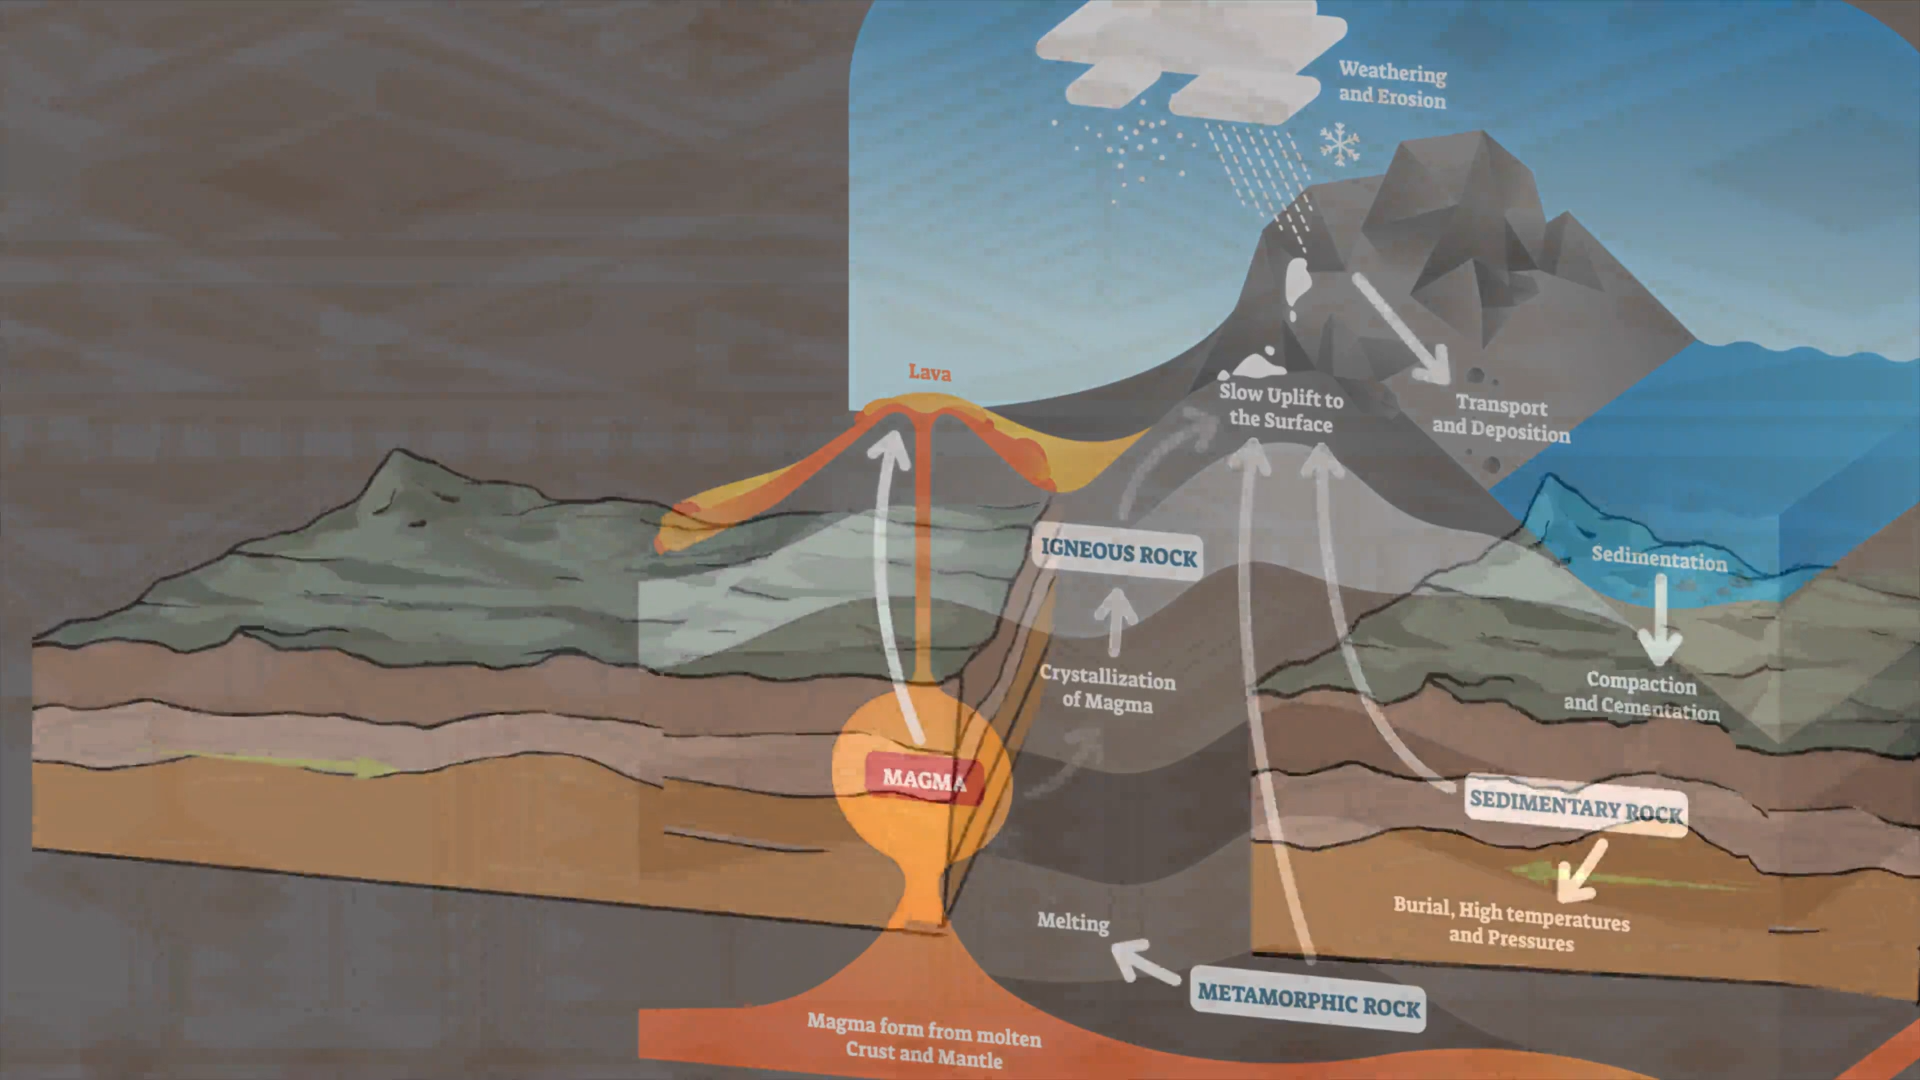 Weathering
and Erosion
Lava
Slow Uplift to
the Surface
Transport
and Deposition
IGNEOUS ROCK
Sedimentation
Crystallization
of Magma
Compaction
and Cementation
MAGMA
SEDIMENTARY ROCK
Melting
Burial, High temperatures
and Pressures
METAMORPHIC ROCK
Magma form from molten
Crust and Mantle